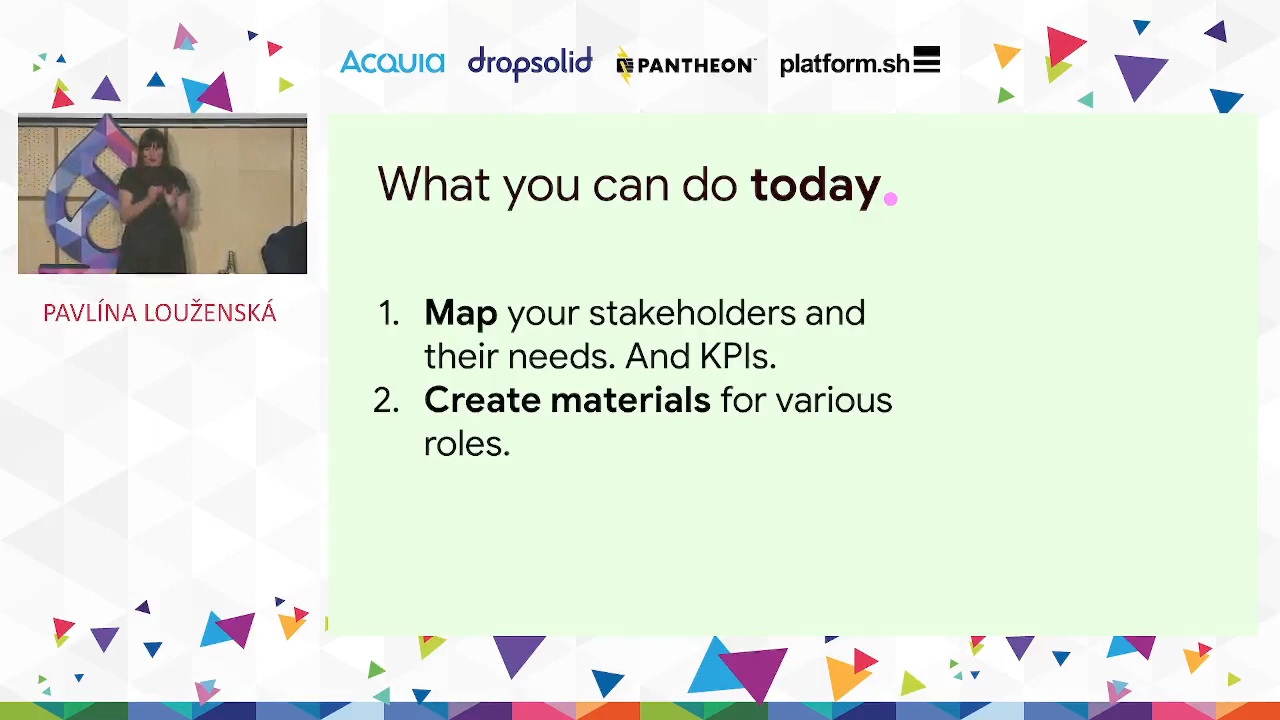 Acquia dropsolid PANTHEON platform.sh
What you can do today.
PAVLÍNA LOUŽENSKÁ
1. Map your stakeholders and
their needs. And KPIs.
2. Create materials for various
roles.